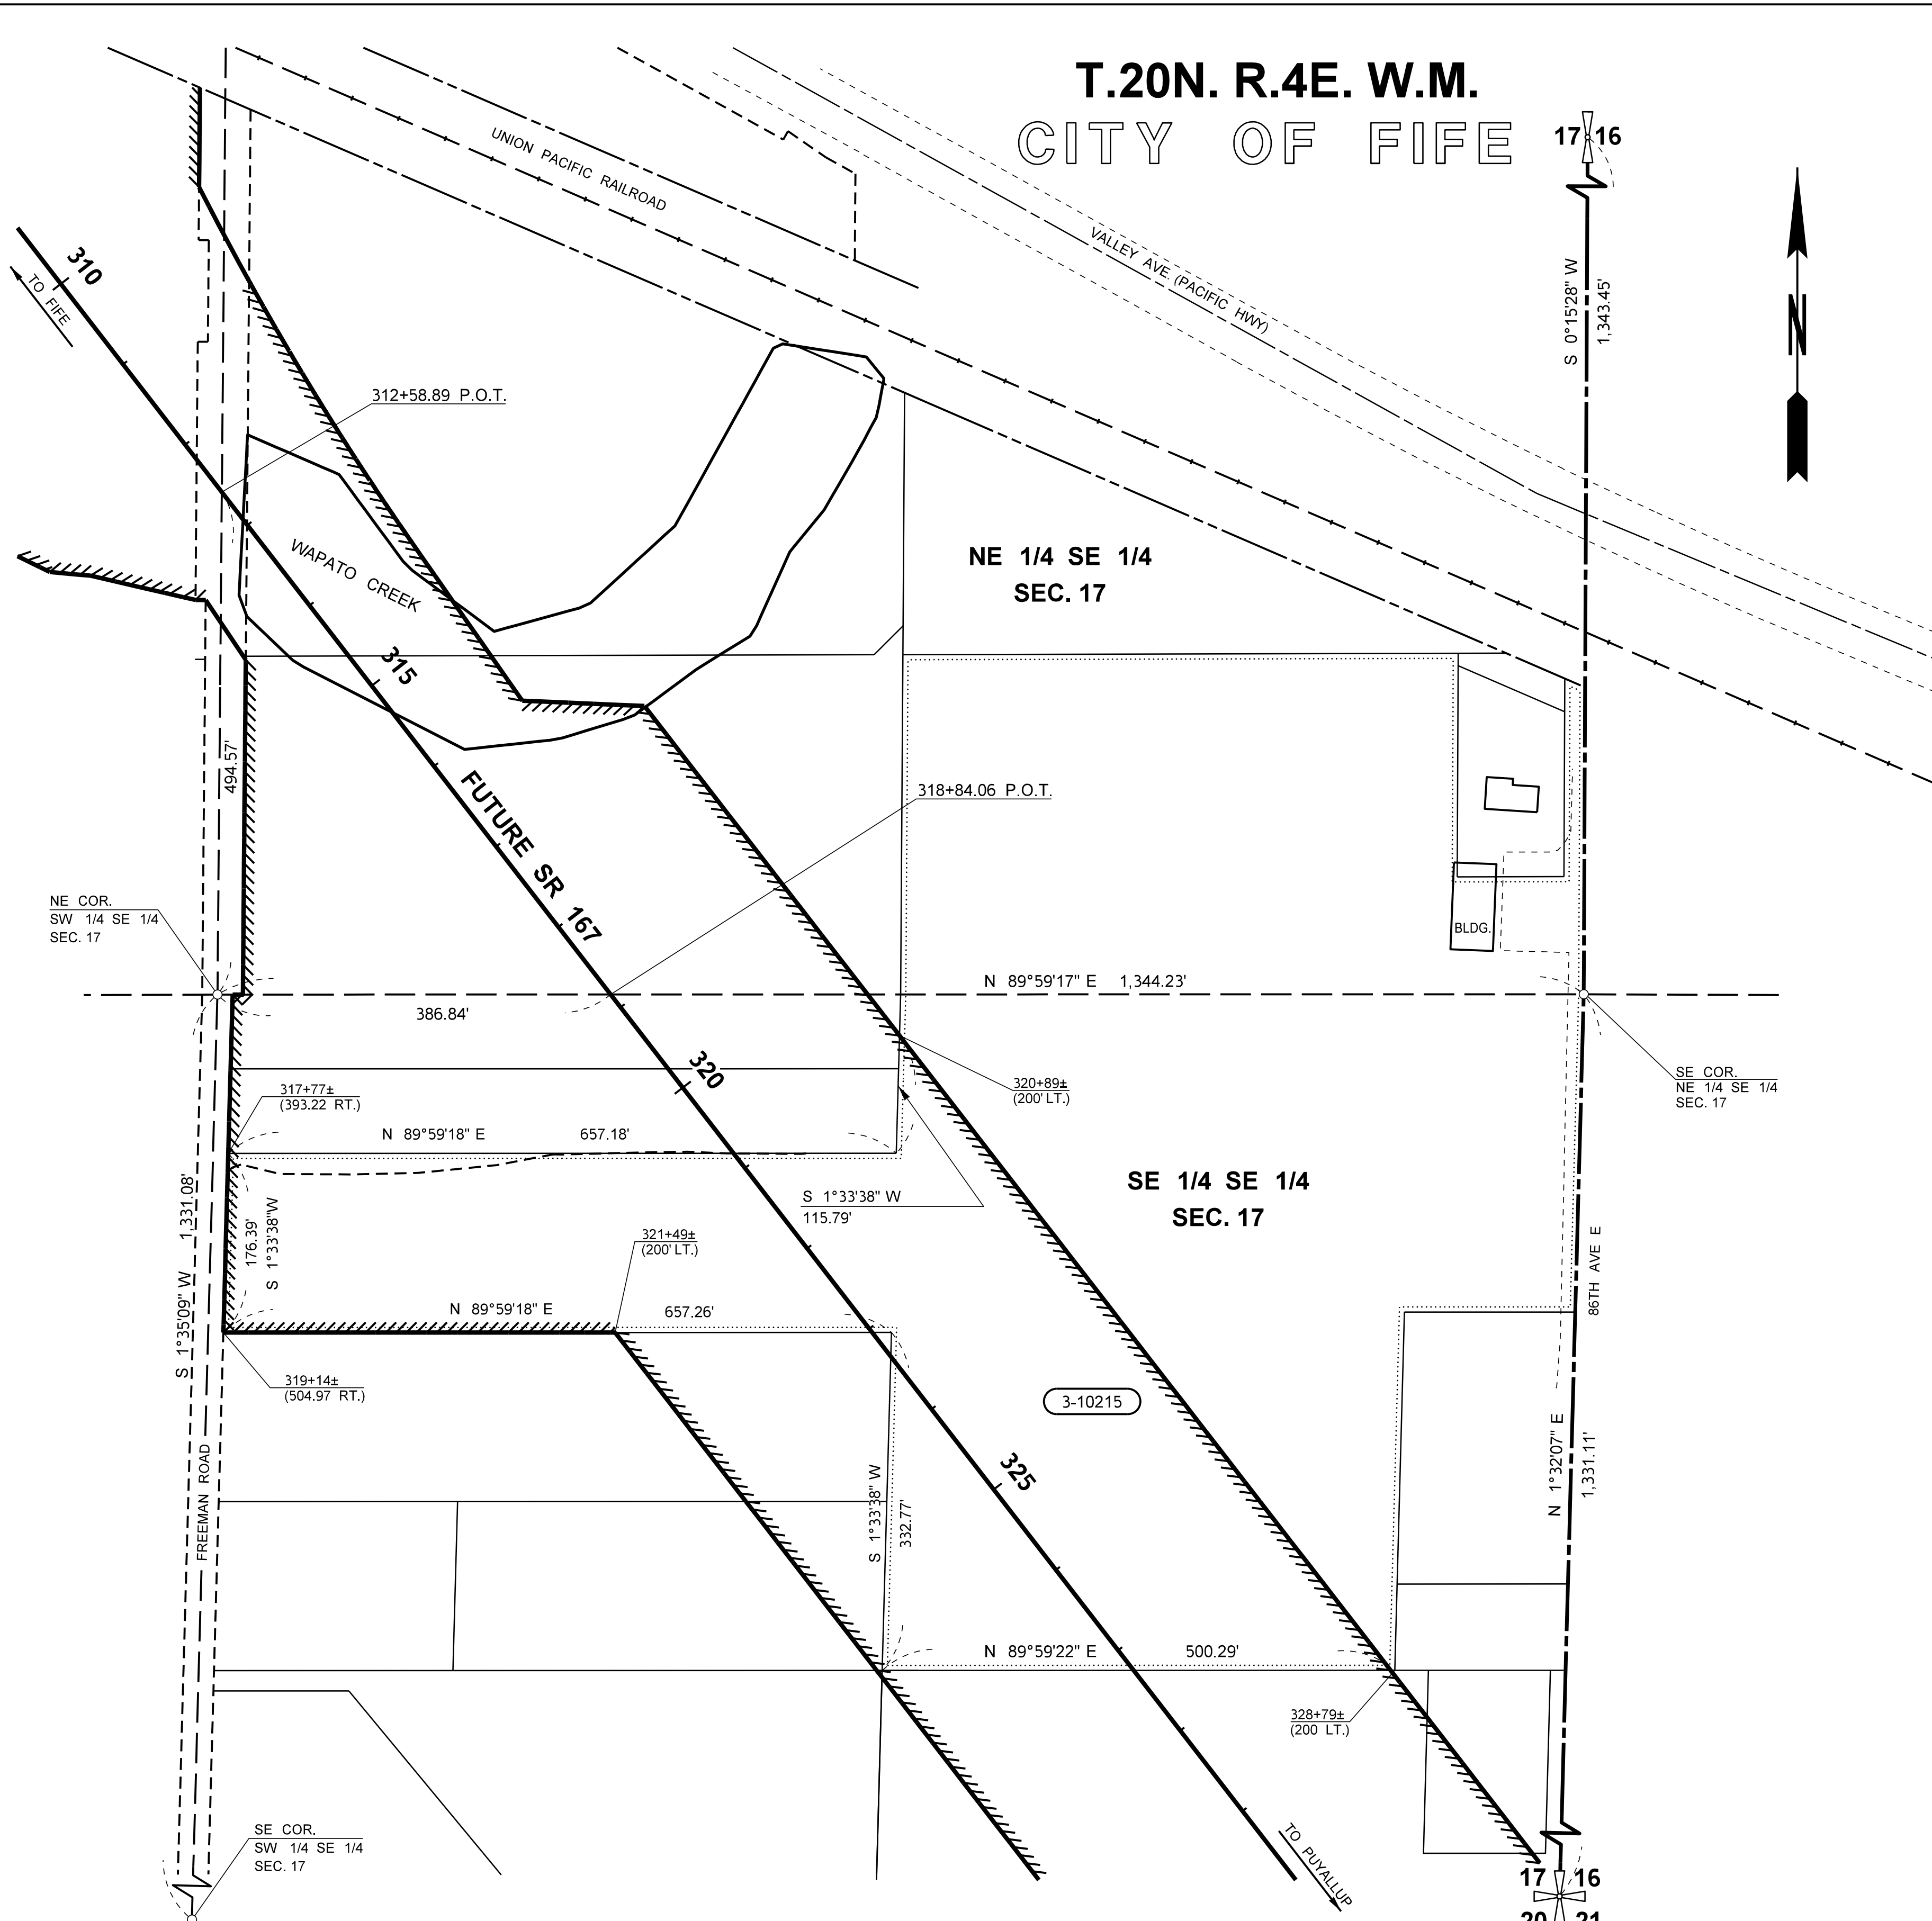 T.20N. R.4E. W.M.
CITY OF FIFE
17 16
UNION PACIFIC RAILROAD
VALLEY AVE. (PACIFIC HWY)
S 0°15'28" W
1,343.45'
N
310
TO FIFE
312+58.89 P.O.T.
WAPATO CREEK
NE 1/4 SE 1/4
SEC. 17
315
494.57'
FUTURE SR 167
318+84.06 P.O.T.
NE COR.
SW 1/4 SE 1/4
SEC. 17
BLDG.
N 89°59'17" E 1,344.23'
386.84'
320
317+77±
(393.22 RT.)
320+89±
(200' LT.)
SE COR.
NE 1/4 SE 1/4
SEC. 17
N 89°59'18" E 657.18'
S 1°33'38" W
115.79'
SE 1/4 SE 1/4
SEC. 17
S 1°35'09" W 1,331.08'
176.39'
S 1°33'38"W
321+49±
(200' LT.)
86TH AVE E
N 89°59'18" E 657.26'
319+14±
(504.97 RT.)
3-10215
FREEMAN ROAD
325
S 1°33'38" W
332.77'
N 1°32'07" E
1,331.11'
N 89°59'22" E 500.29'
328+79±
(200 LT.)
SE COR.
SW 1/4 SE 1/4
SEC. 17
TO PUYALLUP
17 16
20 21